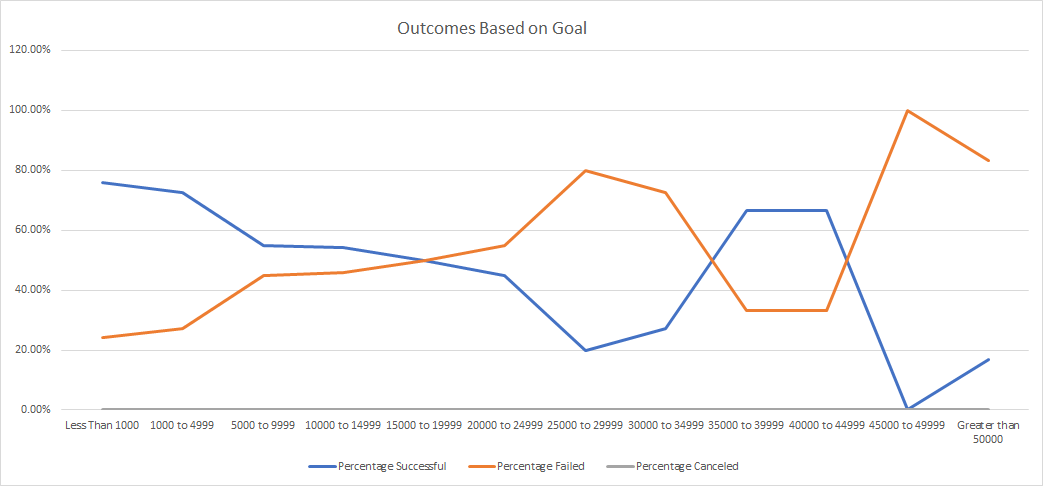 Outcomes Based on Goal
120.00%
100.00%
80.00%
60.00%
40.00%
20.00%
0.00%
Less Than 1000 1000 to 4999 5000 to 9999 10000 to 14999 15000 to 19999 20000 to 24999 25000 to 29999 30000 to 34999 35000 to 39999 40000 to 44999 45000 to 49999 Greater than
50000
Percentage Successful Percentage Failed Percentage Canceled